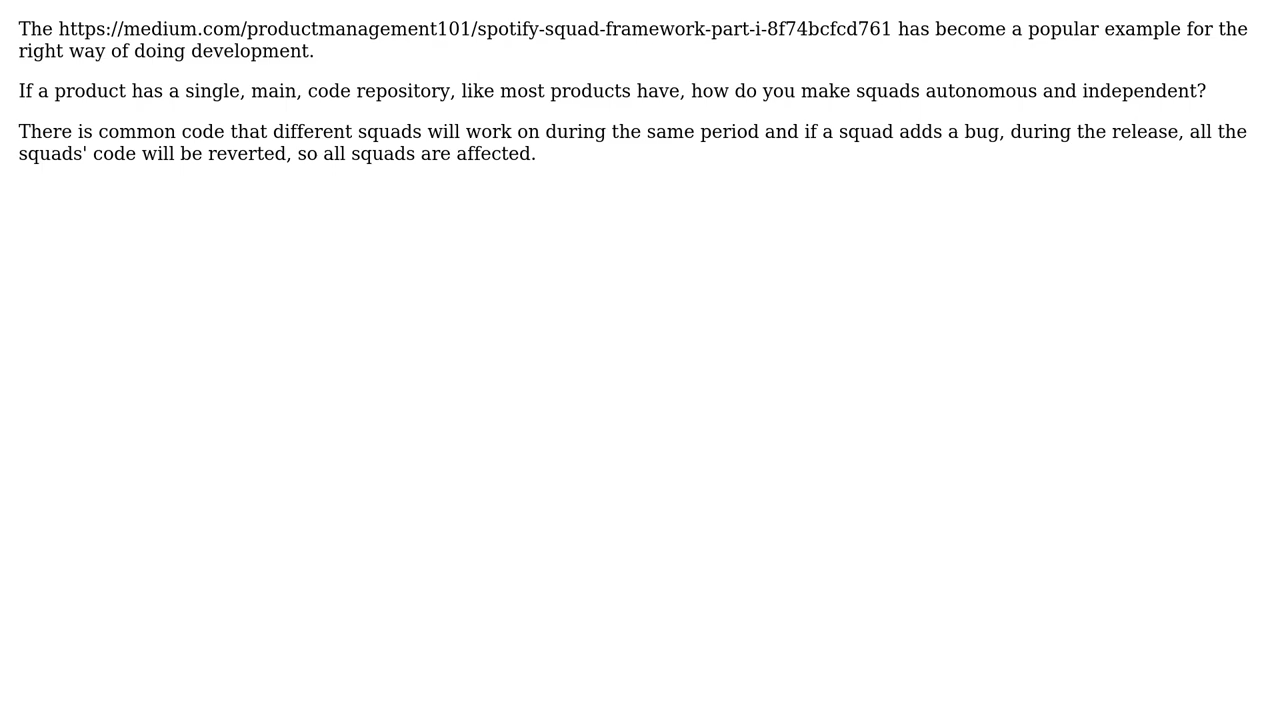 The https://medium.com/productmanagement101/spotify-squad-framework-part-i-8f74bcfcd761 has become a popular example for the
right way of doing development.
If a product has a single, main, code repository, like most products have, how do you make squads autonomous and independent?
There is common code that different squads will work on during the same period and if a squad adds a bug, during the release, all the
squads' code will be reverted, so all squads are affected.